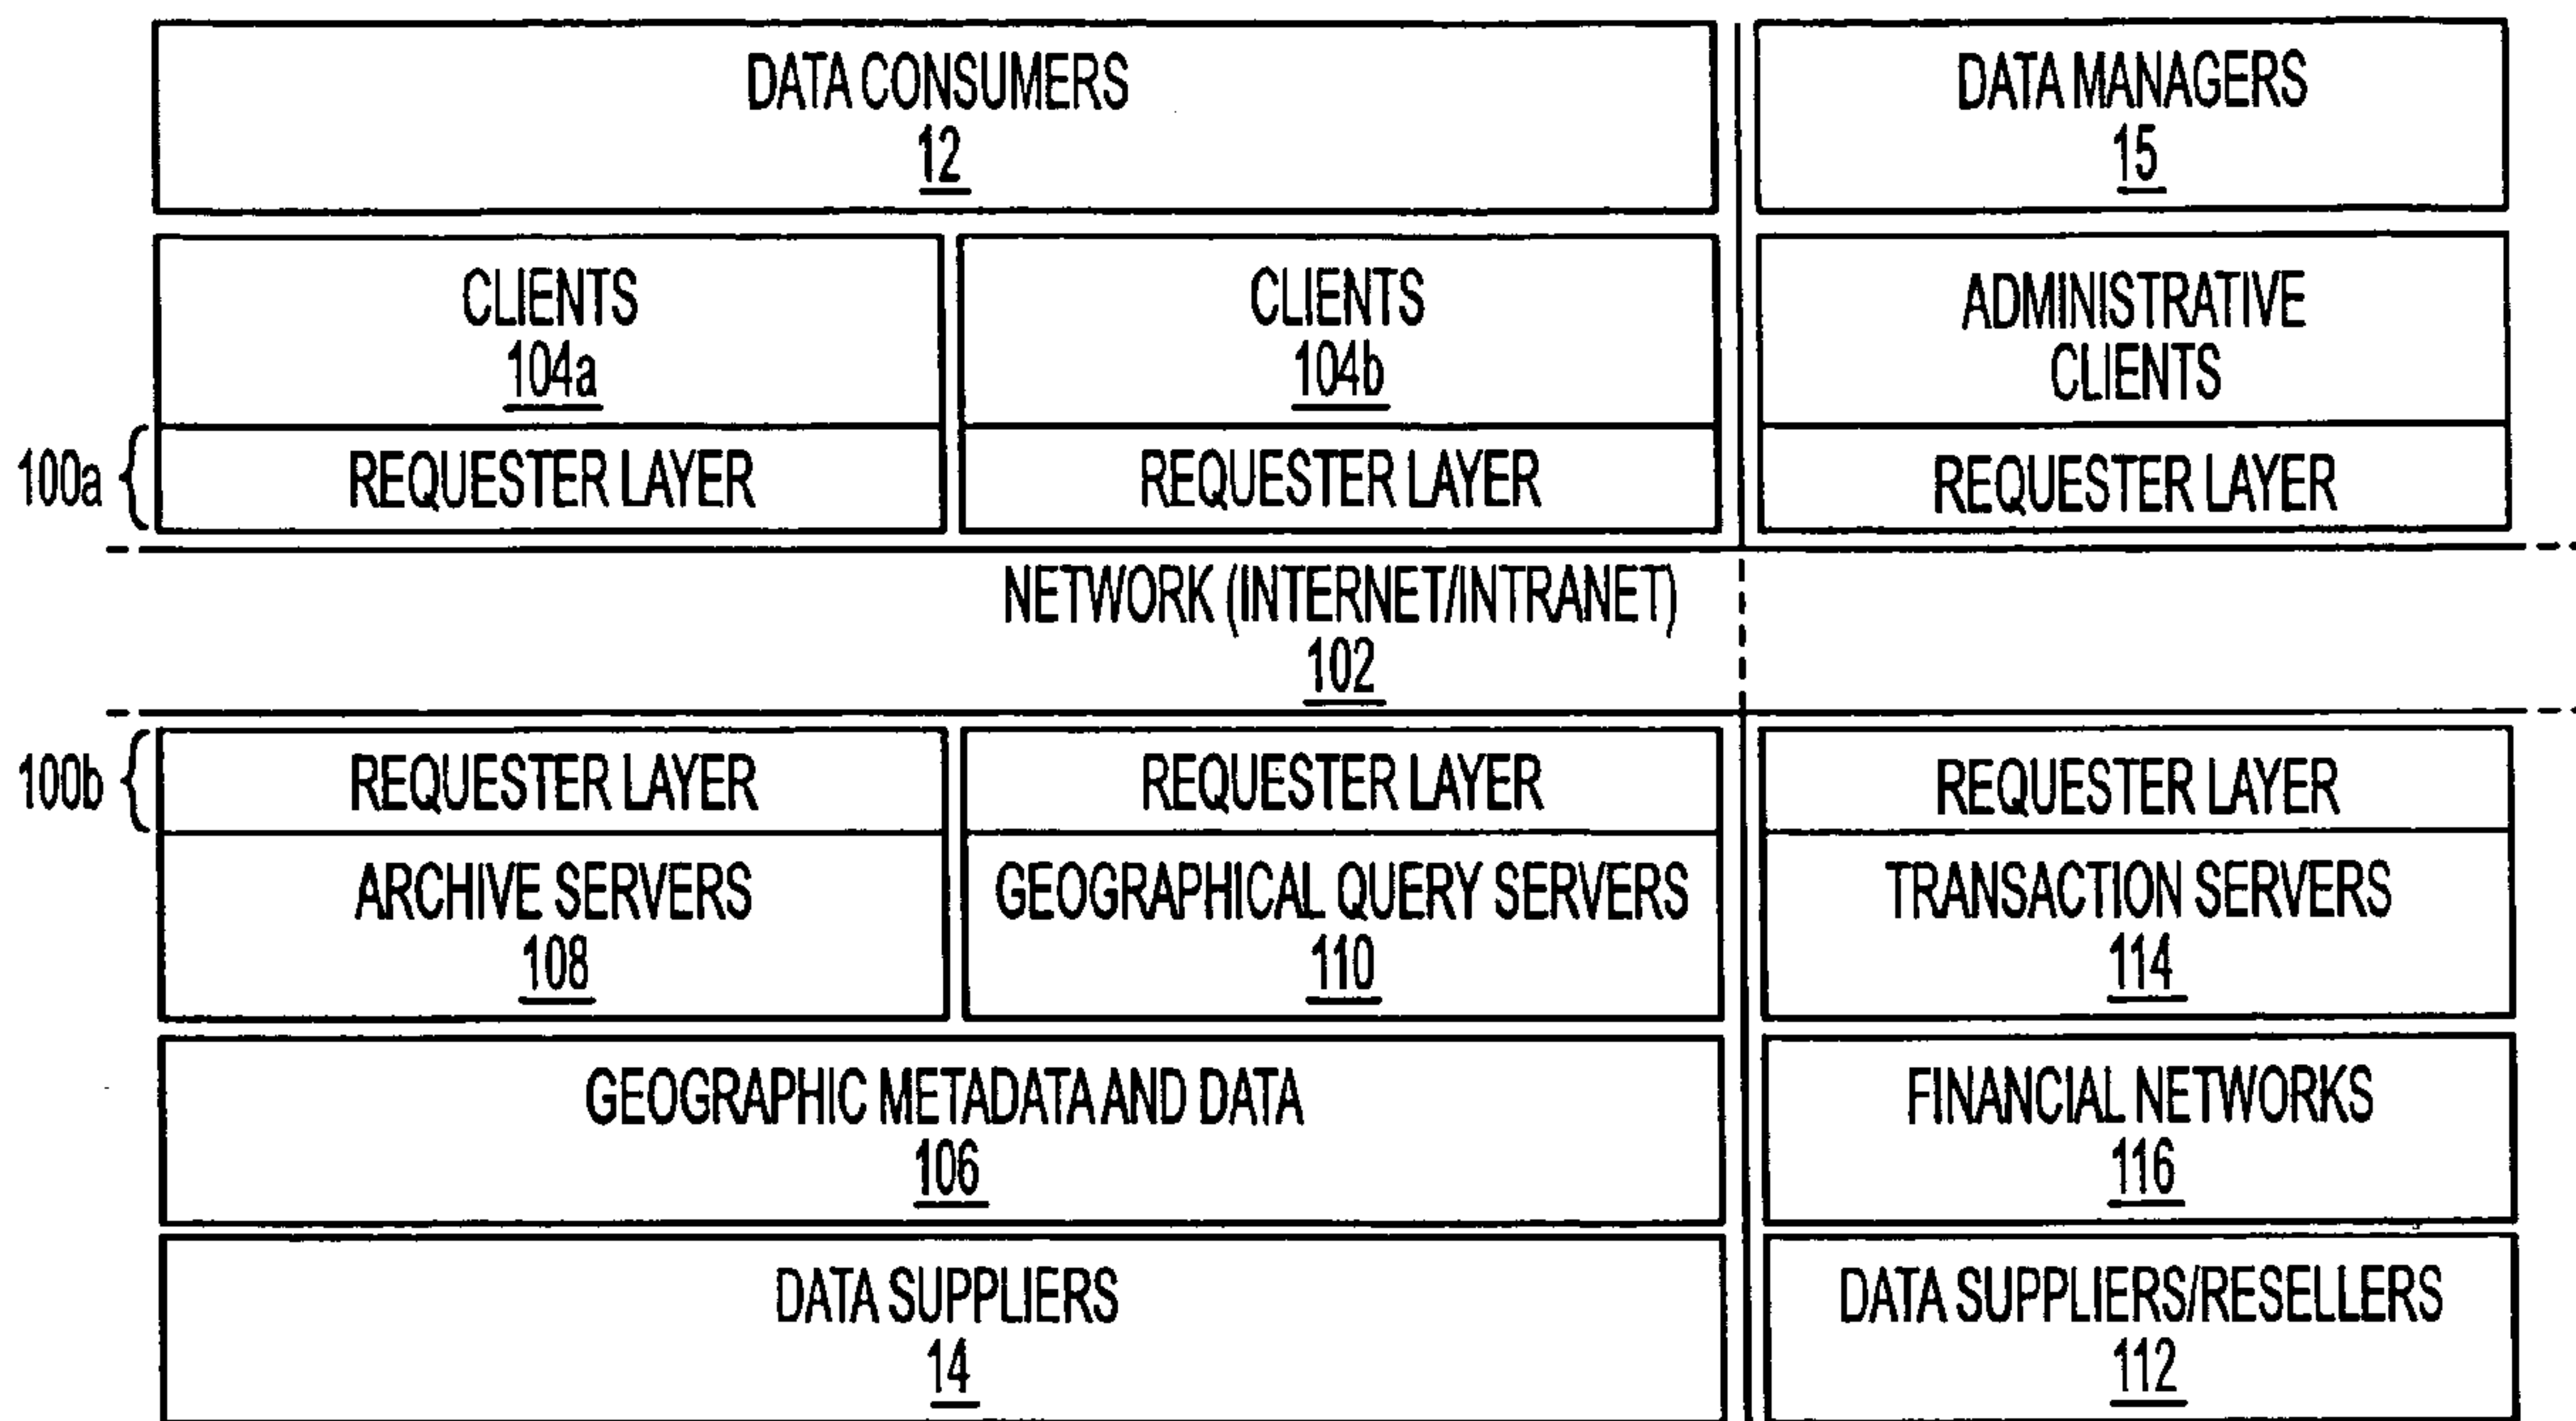 DATA CONSUMERS
12
DATA MANAGERS
15
CLIENTS
104a
CLIENTS
104b
ADMINISTRATIVE
CLIENTS
100a
REQUESTER LAYER
REQUESTER LAYER
REQUESTER LAYER
NETWORK (INTERNET/INTRANET)
102
100b
REQUESTER LAYER
REQUESTER LAYER
REQUESTER LAYER
ARCHIVE SERVERS
108
GEOGRAPHICAL QUERY SERVERS
110
TRANSACTION SERVERS
114
GEOGRAPHIC METADATA AND DATA
106
FINANCIAL NETWORKS
116
DATA SUPPLIERS
14
DATA SUPPLIERS/RESELLERS
112